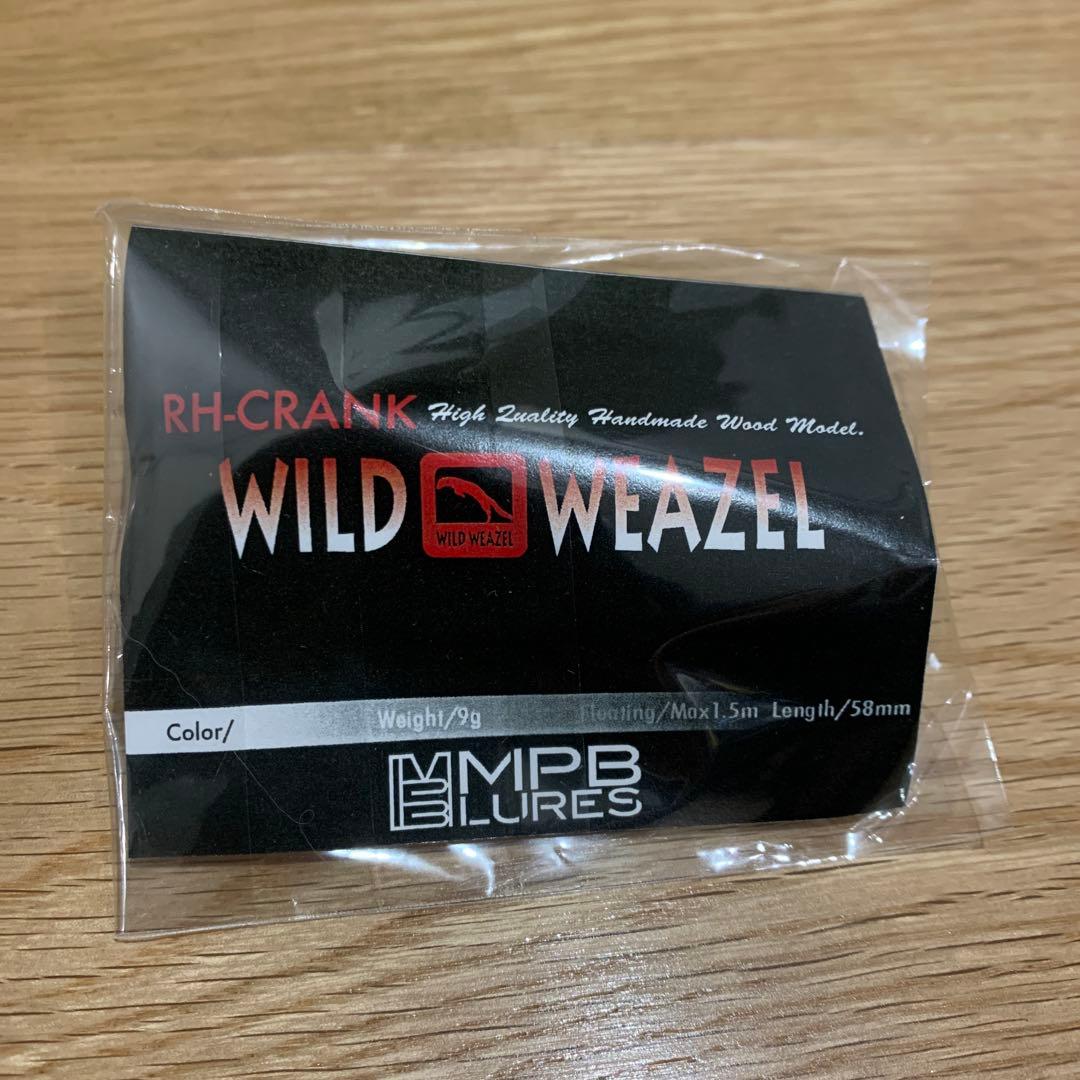 RH-CRANK High Quality Handmade Wood Model.
WILD WILD WEAZEL WEAZEL
Color/ Weight/9g Floating/Max1.5m Length/58mm
MPB
LURES